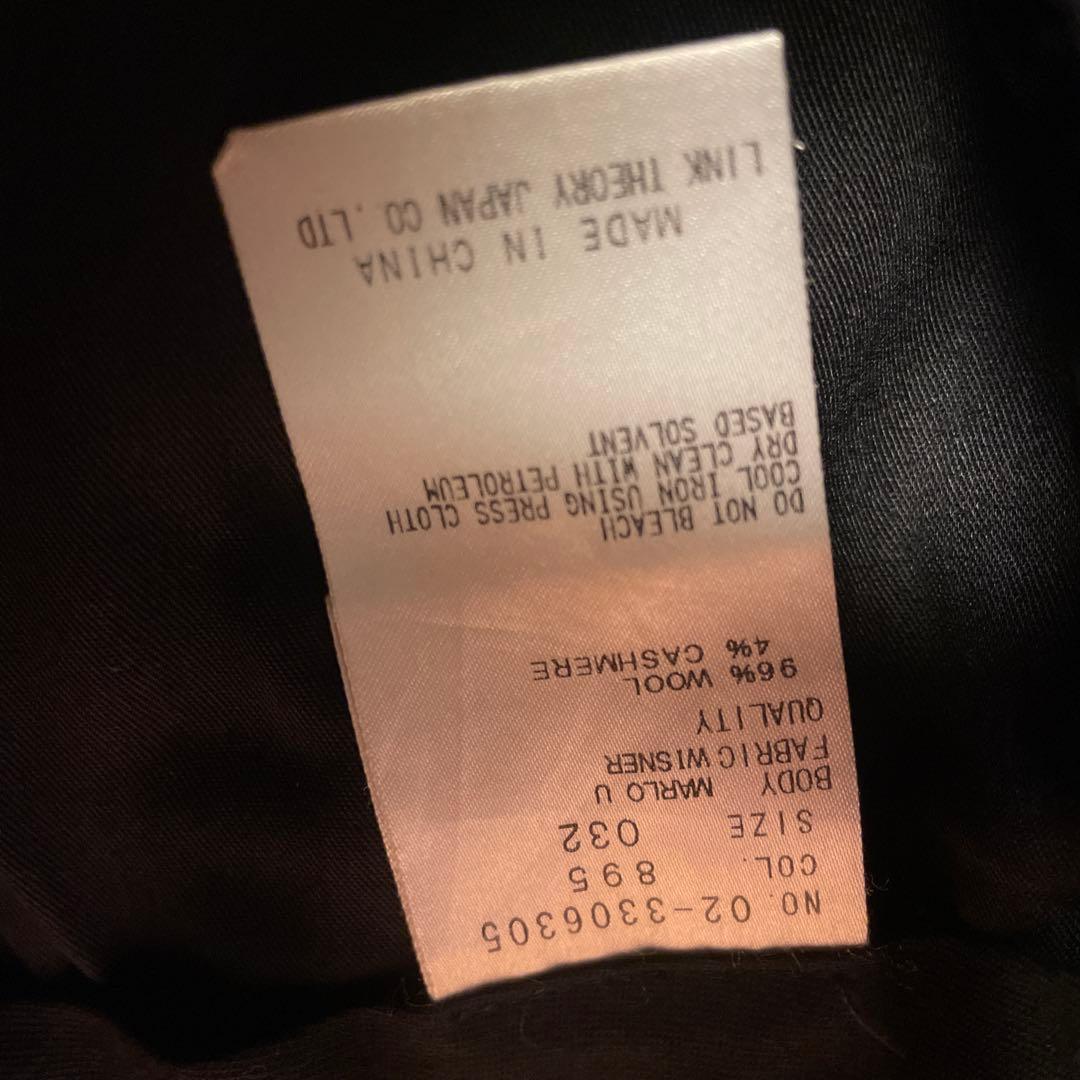 NO. 02-3306305
COL. 895
SIZE 032
BODY MARLO U
FABRIC WISNER
QUALITY
96% WOOL
4% CASHMERE
DO NOT BLEACH
COOL IRON USING PRESS CLOTH
DRY CLEAN WITH PETROLEUM
BASED SOLVENT
MADE IN CHINA
LINK THEORY JAPAN CO.LTD